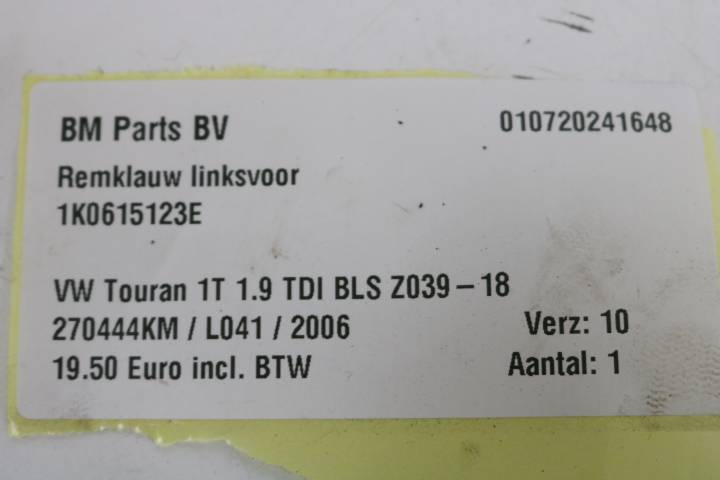 BM Parts BV 010720241648
Remklauw linksvoor
1K0615123E
VW Touran 1T 1.9 TDI BLS Z039-18
270444KM / L041 / 2006 Verz: 10
19.50 Euro incl. BTW Aantal: 1